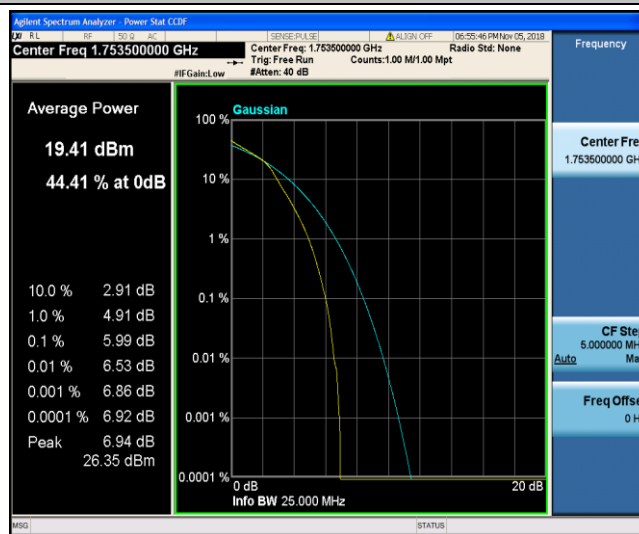 Agilent Spectrum Analyzer - Power Stat CCDF
RL RF 50 Ω AC SENSE:PULSE ALIGN OFF 06:55:46 PM Nov 05, 2018
Center Freq 1.753500000 GHz
Center Freq: 1.753500000 GHz Radio Std: None
Trig: Free Run Counts:1.00 M/1.00 Mpt
#IFGain:Low #Atten: 40 dB
Frequency
Average Power
19.41 dBm
44.41 % at 0dB
10.0 % 2.91 dB
1.0 % 4.91 dB
0.1 % 5.99 dB
0.01 % 6.53 dB
0.001 % 6.86 dB
0.0001 % 6.92 dB
Peak 6.94 dB
26.35 dBm
Gaussian
100 %
10 %
1 %
0.1 %
0.01 %
0.001 %
0.0001 %
0 dB 20 dB
Info BW 25.000 MHz
Center Fre
1.753500000 GH
CF Ste
5.000000 MH
Auto Ma
Freq Offse
0 H
MSG STATUS